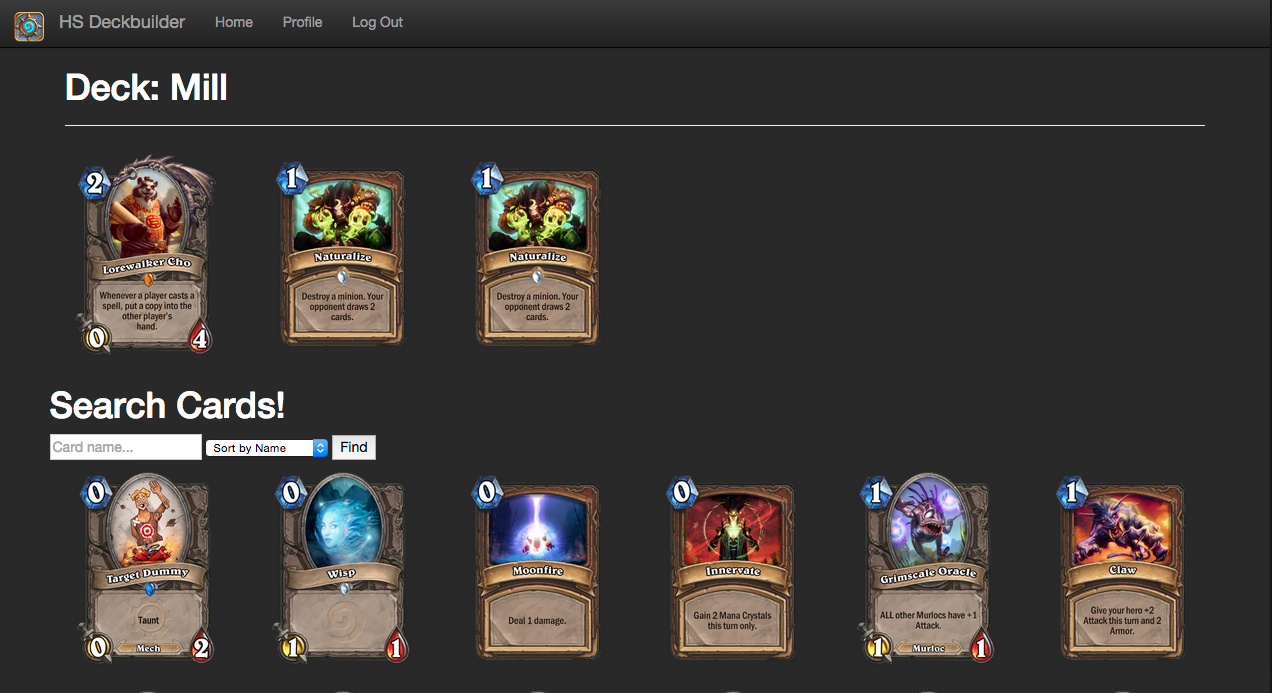 HS Deckbuilder Home Profile Log Out
Deck: Mill
2
Lorewalker Cho
Whenever a player casts a
spell, put a copy into the
other player's
hand.
0 4
1
Naturalize
Destroy a minion. Your
opponent draws 2
cards.
1
Naturalize
Destroy a minion. Your
opponent draws 2
cards.
Search Cards!
Card name... Sort by Name Find
0
Target Dummy
Taunt
0 Mech 2
0
Wisp
1 1
0
Moonfire
Deal 1 damage.
0
Innervate
Gain 2 Mana Crystals
this turn only.
1
Grimscale Oracle
ALL other Murlocs have +1
Attack.
1 Murloc 1
1
Claw
Give your hero +2
Attack this turn and 2
Armor.